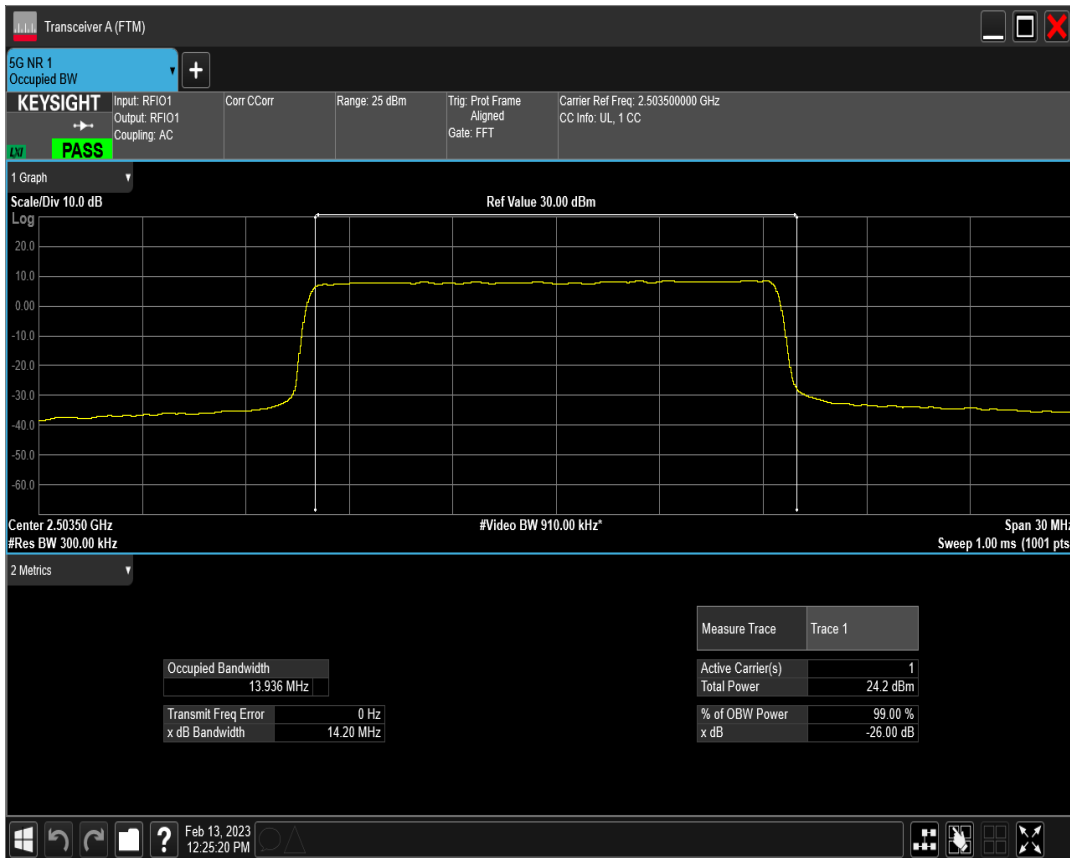 Transceiver A (FTM)
5G NR 1
Occupied BW
+
KEYSIGHT
LXI
PASS
Input: RFIO1
Output: RFIO1
Coupling: AC
Corr CCorr
Range: 25 dBm
Trig: Prot Frame
Aligned
Gate: FFT
Carrier Ref Freq: 2.503500000 GHz
CC Info: UL, 1 CC
1 Graph
Scale/Div 10.0 dB
Ref Value 30.00 dBm
Log
20.0
10.0
0.00
-10.0
-20.0
-30.0
-40.0
-50.0
-60.0
Center 2.50350 GHz
#Video BW 910.00 kHz*
Span 30 MHz
#Res BW 300.00 kHz
Sweep 1.00 ms (1001 pts
2 Metrics
Measure Trace Trace 1
Occupied Bandwidth
13.936 MHz
Active Carrier(s) 1
Total Power 24.2 dBm
Transmit Freq Error 0 Hz
x dB Bandwidth 14.20 MHz
% of OBW Power 99.00 %
x dB -26.00 dB
?
Feb 13, 2023
12:25:20 PM